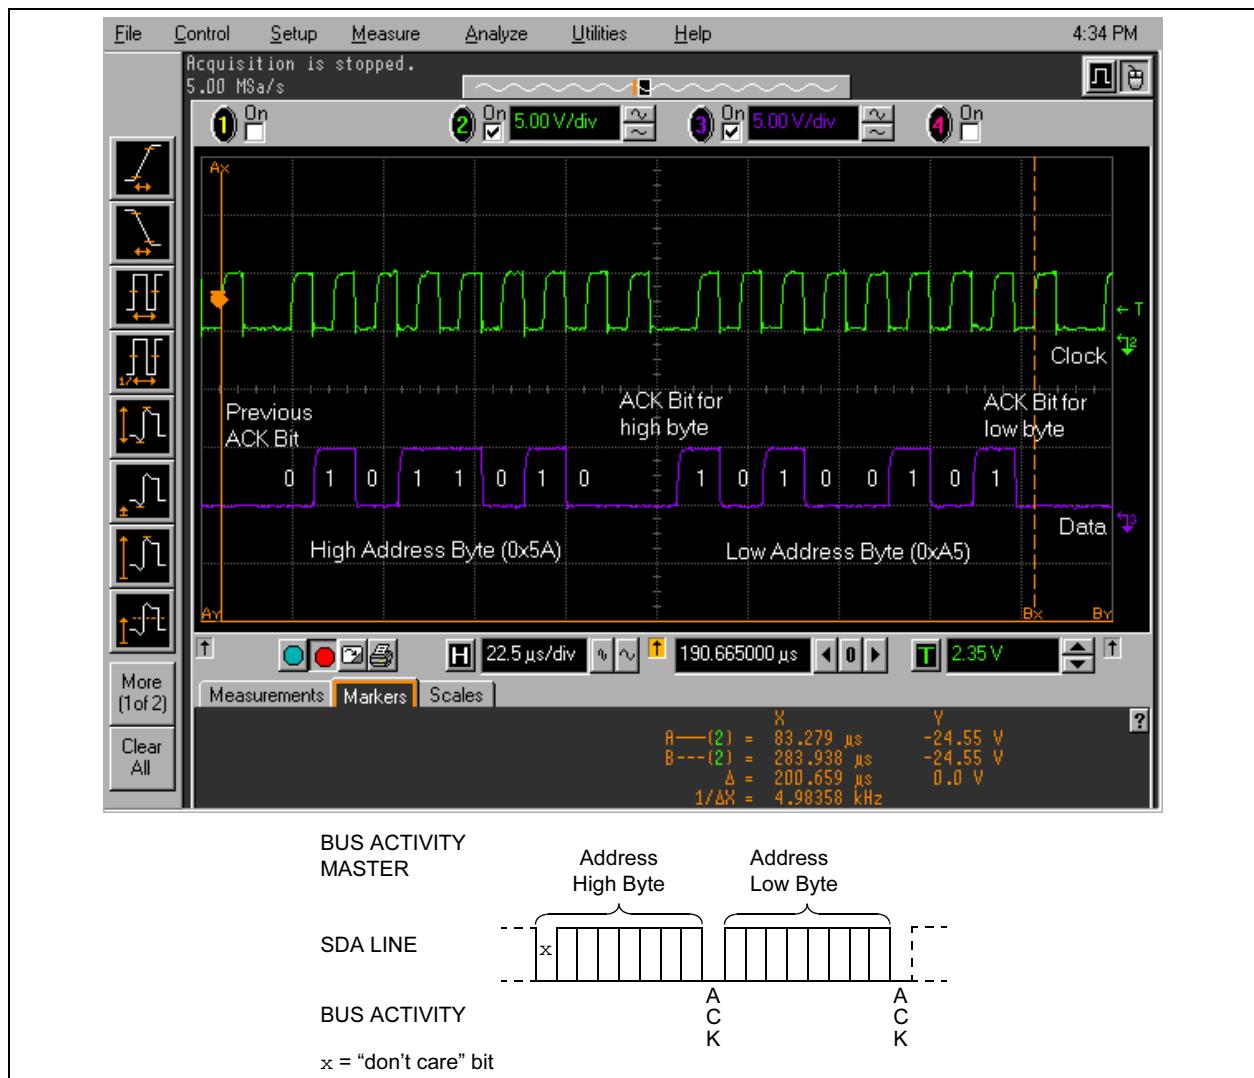 File Control Setup Measure Analyze Utilities Help 4:34 PM
Acquisition is stopped.
5.00 MSa/s
1 On 2 On 5.00 V/div 3 On 5.00 V/div 4 On
Ax
T
2
Clock
Previous
ACK Bit
ACK Bit for
high byte
ACK Bit for
low byte
0 1 0 1 1 0 1 0 1 0 1 0 0 1 0 1
3
Data
High Address Byte (0x5A) Low Address Byte (0xA5)
Ay Bx By
H 22.5 µs/div 190.665000 µs 0 T 2.35 V
More
(1of 2)
Clear
All
Measurements Markers Scales
?
X Y
A——(2) = 83.279 µs -24.55 V
B---(2) = 283.938 µs -24.55 V
Δ = 200.659 µs 0.0 V
1/ΔX = 4.98358 kHz
BUS ACTIVITY
MASTER
Address
High Byte
Address
Low Byte
SDA LINE
x
BUS ACTIVITY
A
C
K
A
C
K
x = “don’t care” bit